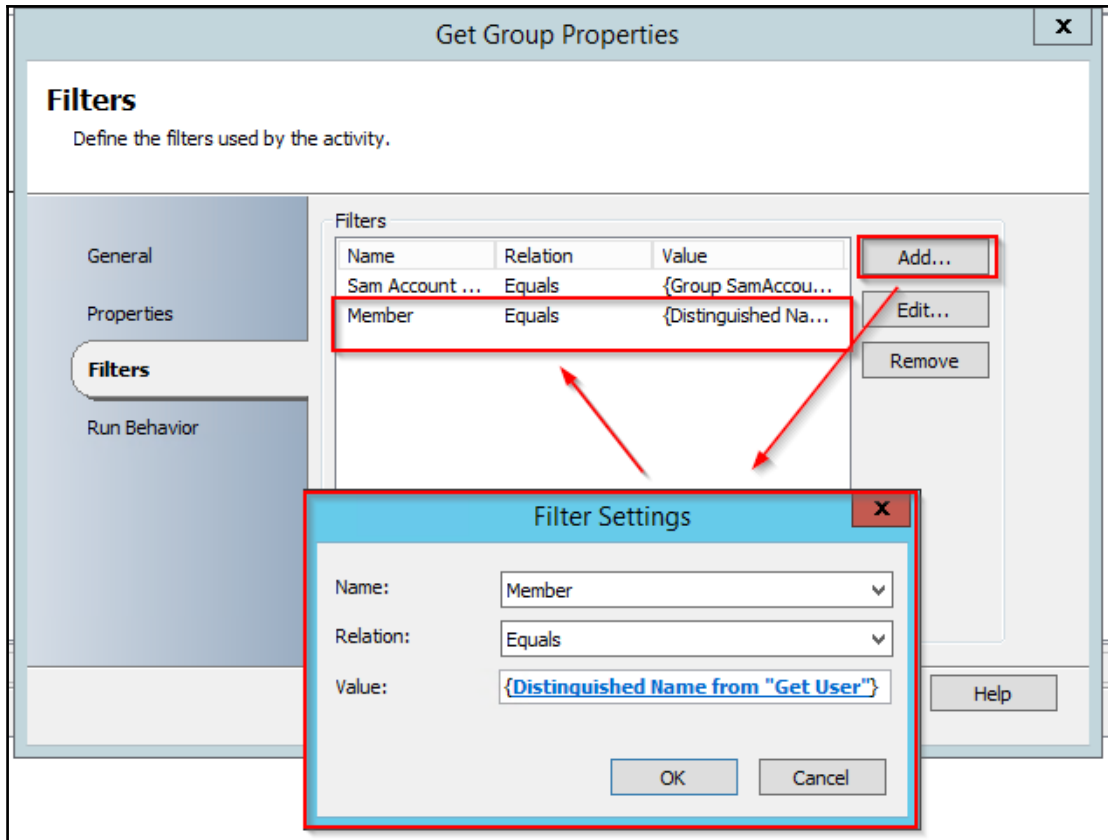 Get Group Properties
x
Filters
Define the filters used by the activity.
General
Properties
Filters
Run Behavior
Filters
Name Relation Value
Sam Account ... Equals {Group SamAccou...
Member Equals {Distinguished Na...
Add...
Edit...
Remove
Filter Settings
x
Name: Member
Relation: Equals
Value: {Distinguished Name from "Get User"}
OK Cancel
Help